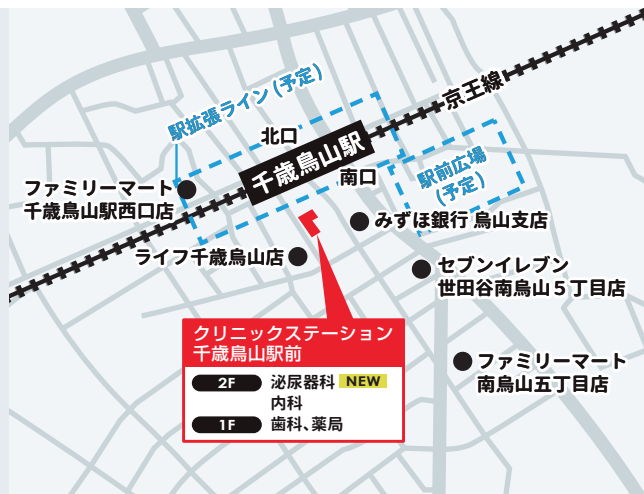 駅拡張ライン(予定)
京王線
北口
千歳烏山駅
南口
駅前広場
(予定)
ファミリーマート
千歳烏山駅西口店
みずほ銀行 烏山支店
ライフ千歳烏山店
セブンイレブン
世田谷南烏山5丁目店
クリニックステーション
千歳烏山駅前
2F 泌尿器科 NEW
内科
1F 歯科、薬局
ファミリーマート
南烏山五丁目店